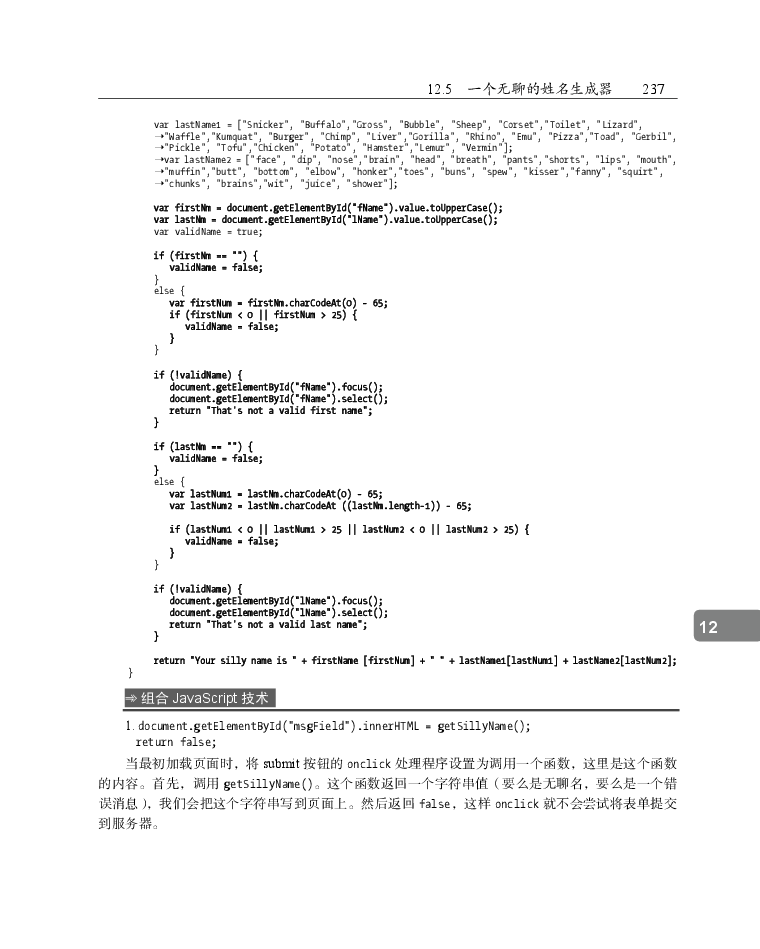 12.5 一个无聊的姓名生成器 237
var lastName1 = ["Snicker", "Buffalo","Gross", "Bubble", "Sheep", "Corset","Toilet", "Lizard",
➝"Waffle","Kumquat", "Burger", "Chimp", "Liver","Gorilla", "Rhino", "Emu", "Pizza","Toad", "Gerbil",
➝"Pickle", "Tofu","Chicken", "Potato", "Hamster","Lemur", "Vermin"];
➝var lastName2 = ["face", "dip", "nose","brain", "head", "breath", "pants","shorts", "lips", "mouth",
➝"muffin","butt", "bottom", "elbow", "honker","toes", "buns", "spew", "kisser","fanny", "squirt",
➝"chunks", "brains","wit", "juice", "shower"];
var firstNm = document.getElementById("fName").value.toUpperCase();
var lastNm = document.getElementById("lName").value.toUpperCase();
var validName = true;
if (firstNm == "") {
validName = false;
}
else {
var firstNum = firstNm.charCodeAt(0) - 65;
if (firstNum < 0 || firstNum > 25) {
validName = false;
}
}
if (!validName) {
document.getElementById("fName").focus();
document.getElementById("fName").select();
return "That's not a valid first name";
}
if (lastNm == "") {
validName = false;
}
else {
var lastNum1 = lastNm.charCodeAt(0) - 65;
var lastNum2 = lastNm.charCodeAt ((lastNm.length-1)) - 65;
if (lastNum1 < 0 || lastNum1 > 25 || lastNum2 < 0 || lastNum2 > 25) {
validName = false;
}
}
if (!validName) {
document.getElementById("lName").focus();
document.getElementById("lName").select();
return "That's not a valid last name";
}
12
return "Your silly name is " + firstName [firstNum] + " " + lastName1[lastNum1] + lastName2[lastNum2];
}
➾ 组合 JavaScript 技术
1. document.getElementById("msgField").innerHTML = getSillyName();
return false;
当最初加载页面时，将 submit 按钮的 onclick 处理程序设置为调用一个函数，这里是这个函数
的内容。首先，调用 getSillyName()。这个函数返回一个字符串值（要么是无聊名，要么是一个错
误消息），我们会把这个字符串写到页面上。然后返回 false，这样 onclick 就不会尝试将表单提交
到服务器。